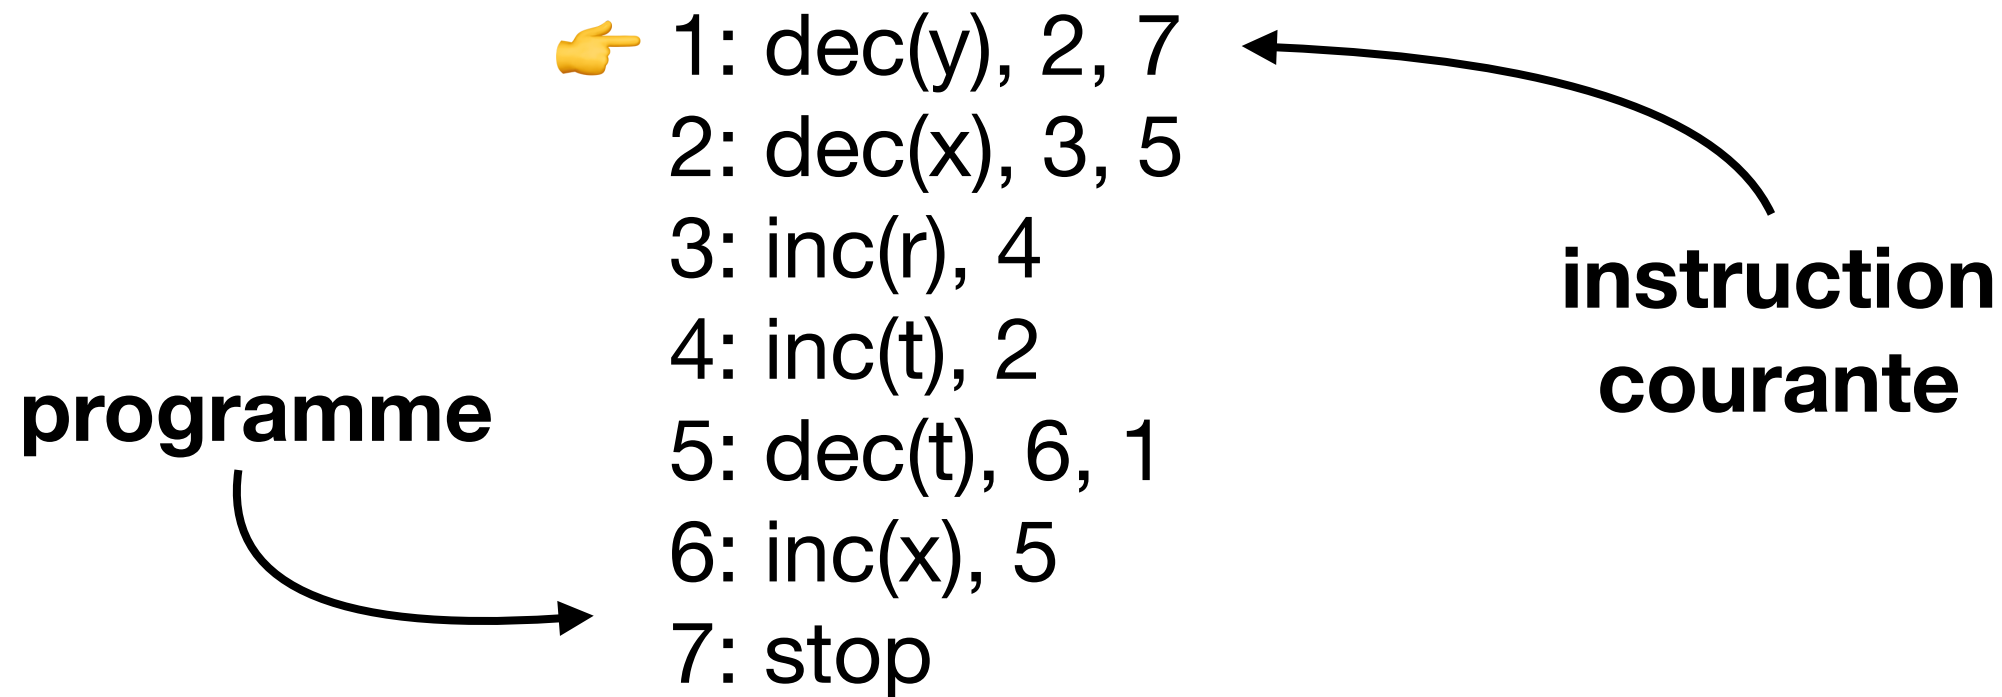 1: dec(y), 2, 7
2: dec(x), 3, 5
3: inc(r), 4
4: inc(t), 2
5: dec(t), 6, 1
6: inc(x), 5
7: stop
programme
instruction
courante